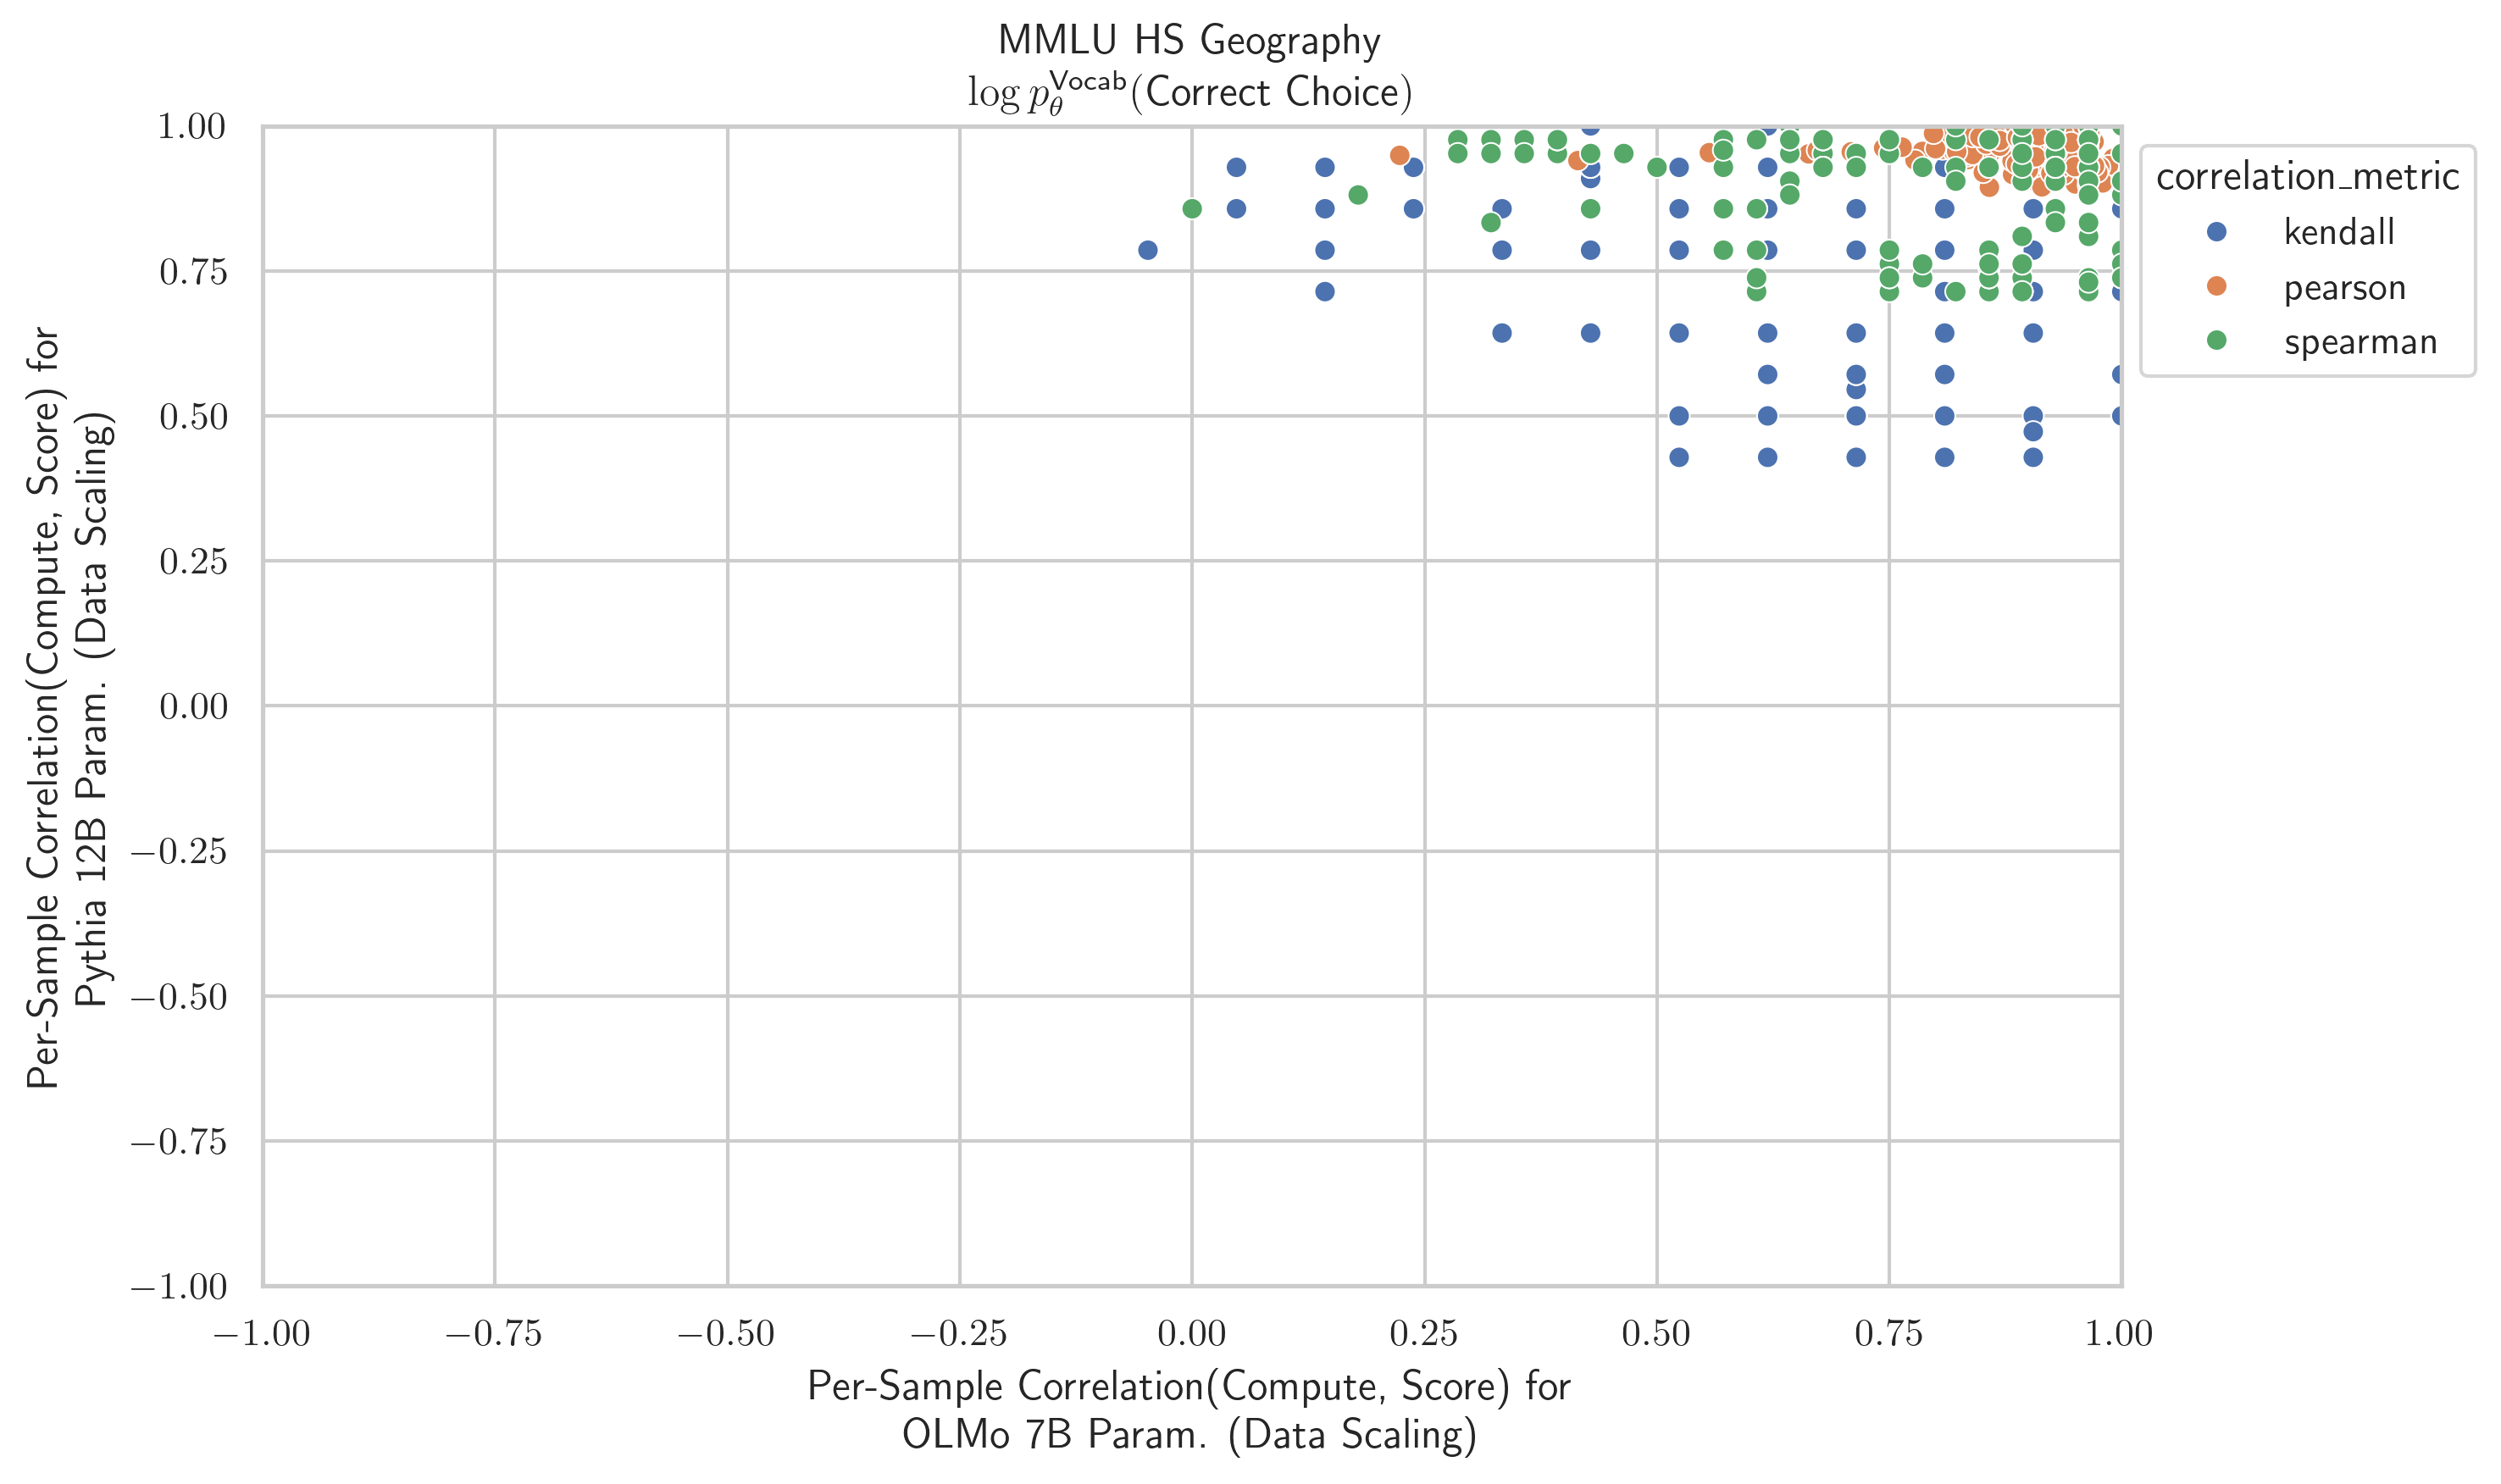 MMLU HS Geography
log p_θ^Vocab(Correct Choice)
Per-Sample Correlation(Compute, Score) for
Pythia 12B Param. (Data Scaling)
1.00
0.75
0.50
0.25
0.00
−0.25
−0.50
−0.75
−1.00
correlation_metric
kendall
pearson
spearman
−1.00 −0.75 −0.50 −0.25 0.00 0.25 0.50 0.75 1.00
Per-Sample Correlation(Compute, Score) for
OLMo 7B Param. (Data Scaling)